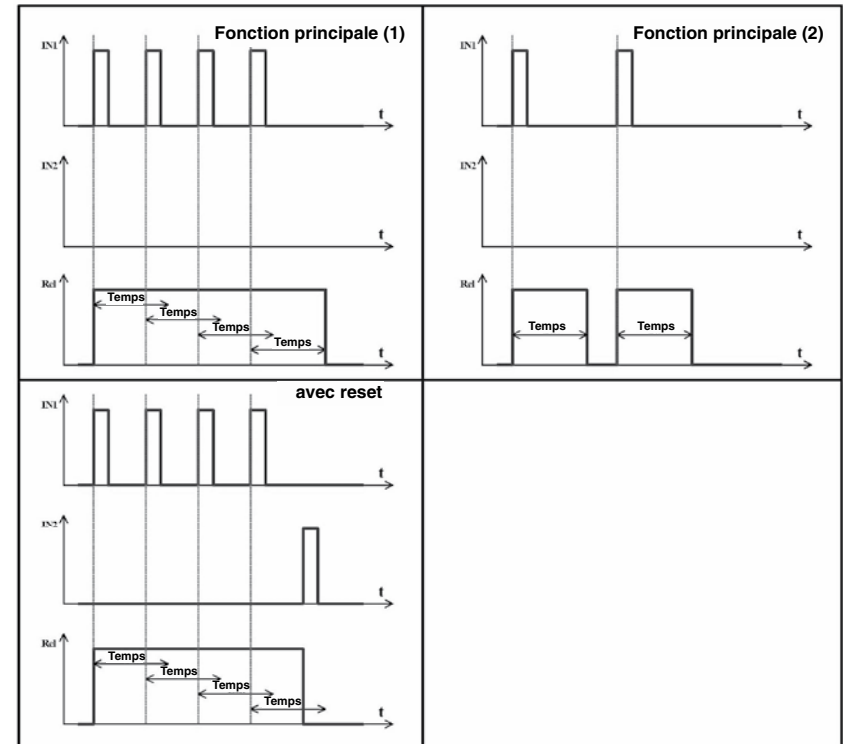 Fonction principale (1)
IN1
t
IN2
t
Rel
Temps
Temps
Temps
Temps
t
Fonction principale (2)
IN1
t
IN2
t
Rel
Temps
Temps
t
avec reset
IN1
t
IN2
t
Rel
Temps
Temps
Temps
Temps
t